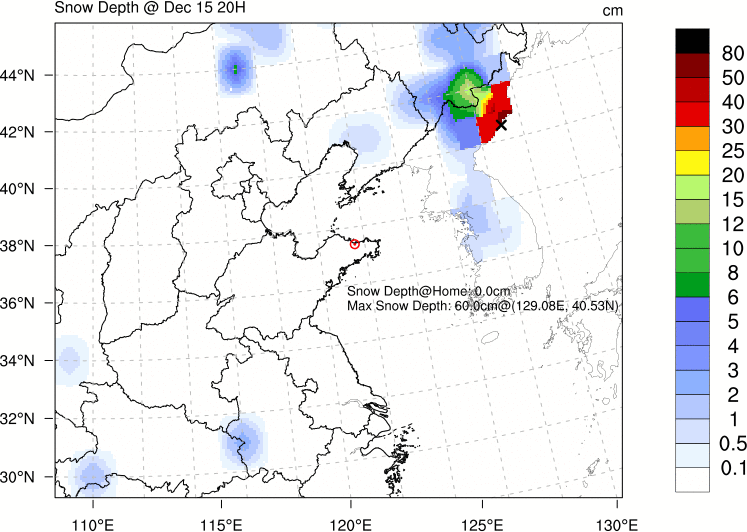 Snow Depth @ Dec 15 20H
cm
44°N
42°N
40°N
38°N
36°N
34°N
32°N
30°N
110°E
115°E
120°E
125°E
130°E
Snow Depth@Home: 0.0cm
Max Snow Depth: 60.0cm@(129.08E, 40.53N)
80
50
40
30
25
20
15
12
10
8
6
5
4
3
2
1
0.5
0.1